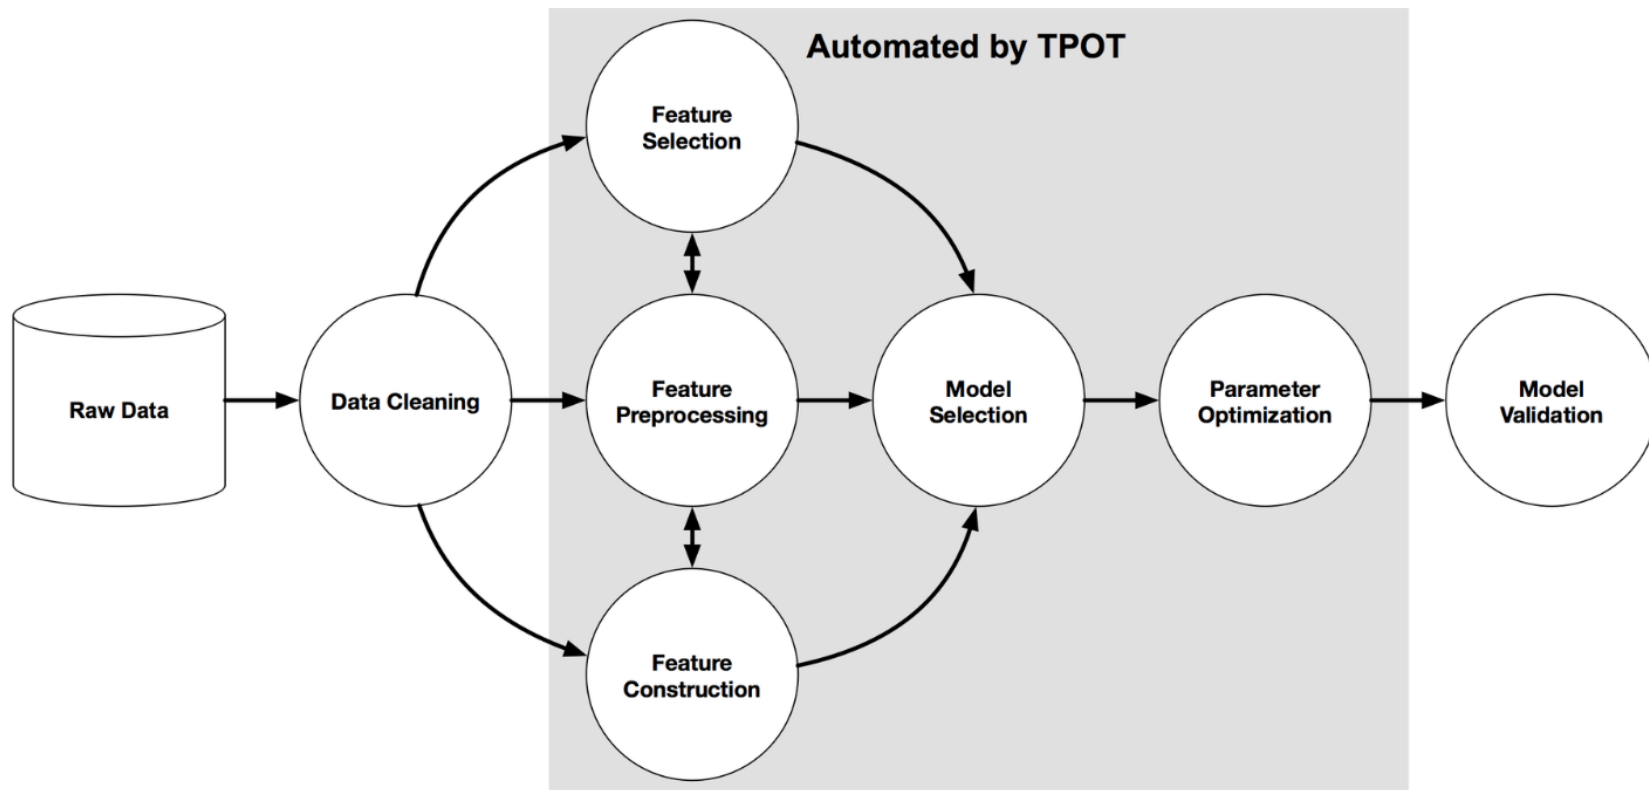 Automated by TPOT
Feature
Selection
Raw Data
Data Cleaning
Feature
Preprocessing
Model
Selection
Parameter
Optimization
Model
Validation
Feature
Construction